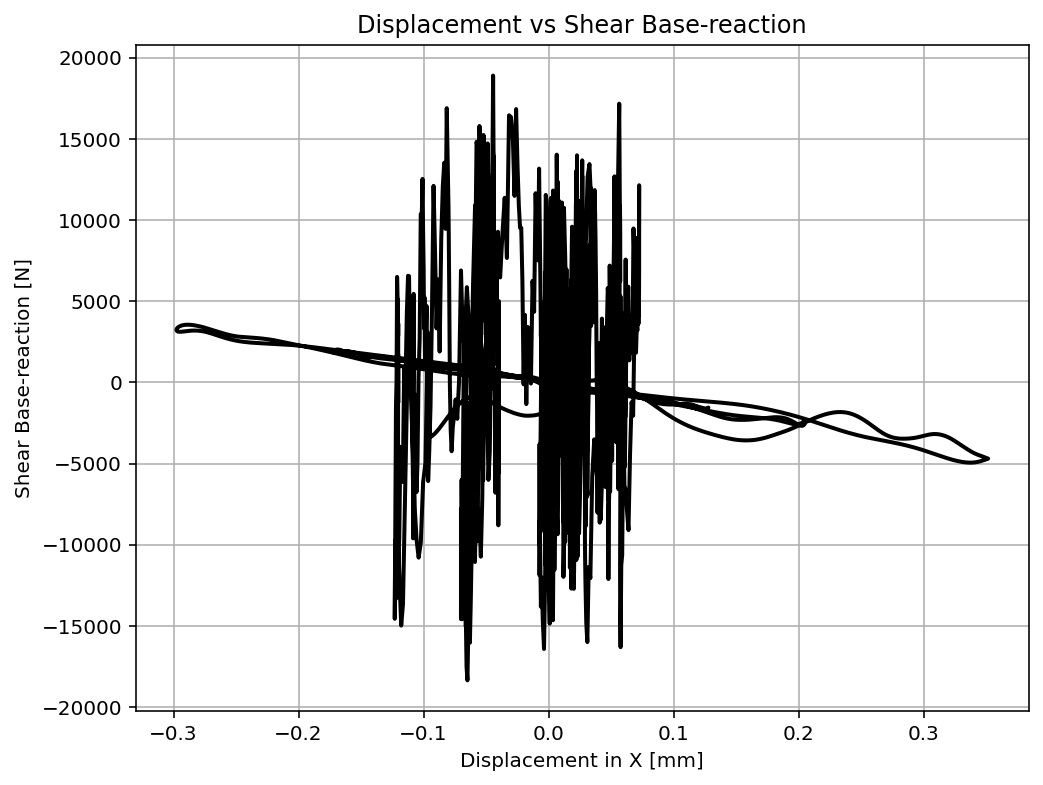 Displacement vs Shear Base-reaction
20000
15000
10000
5000
0
−5000
−10000
−15000
−20000
Shear Base-reaction [N]
−0.3 −0.2 −0.1 0.0 0.1 0.2 0.3
Displacement in X [mm]